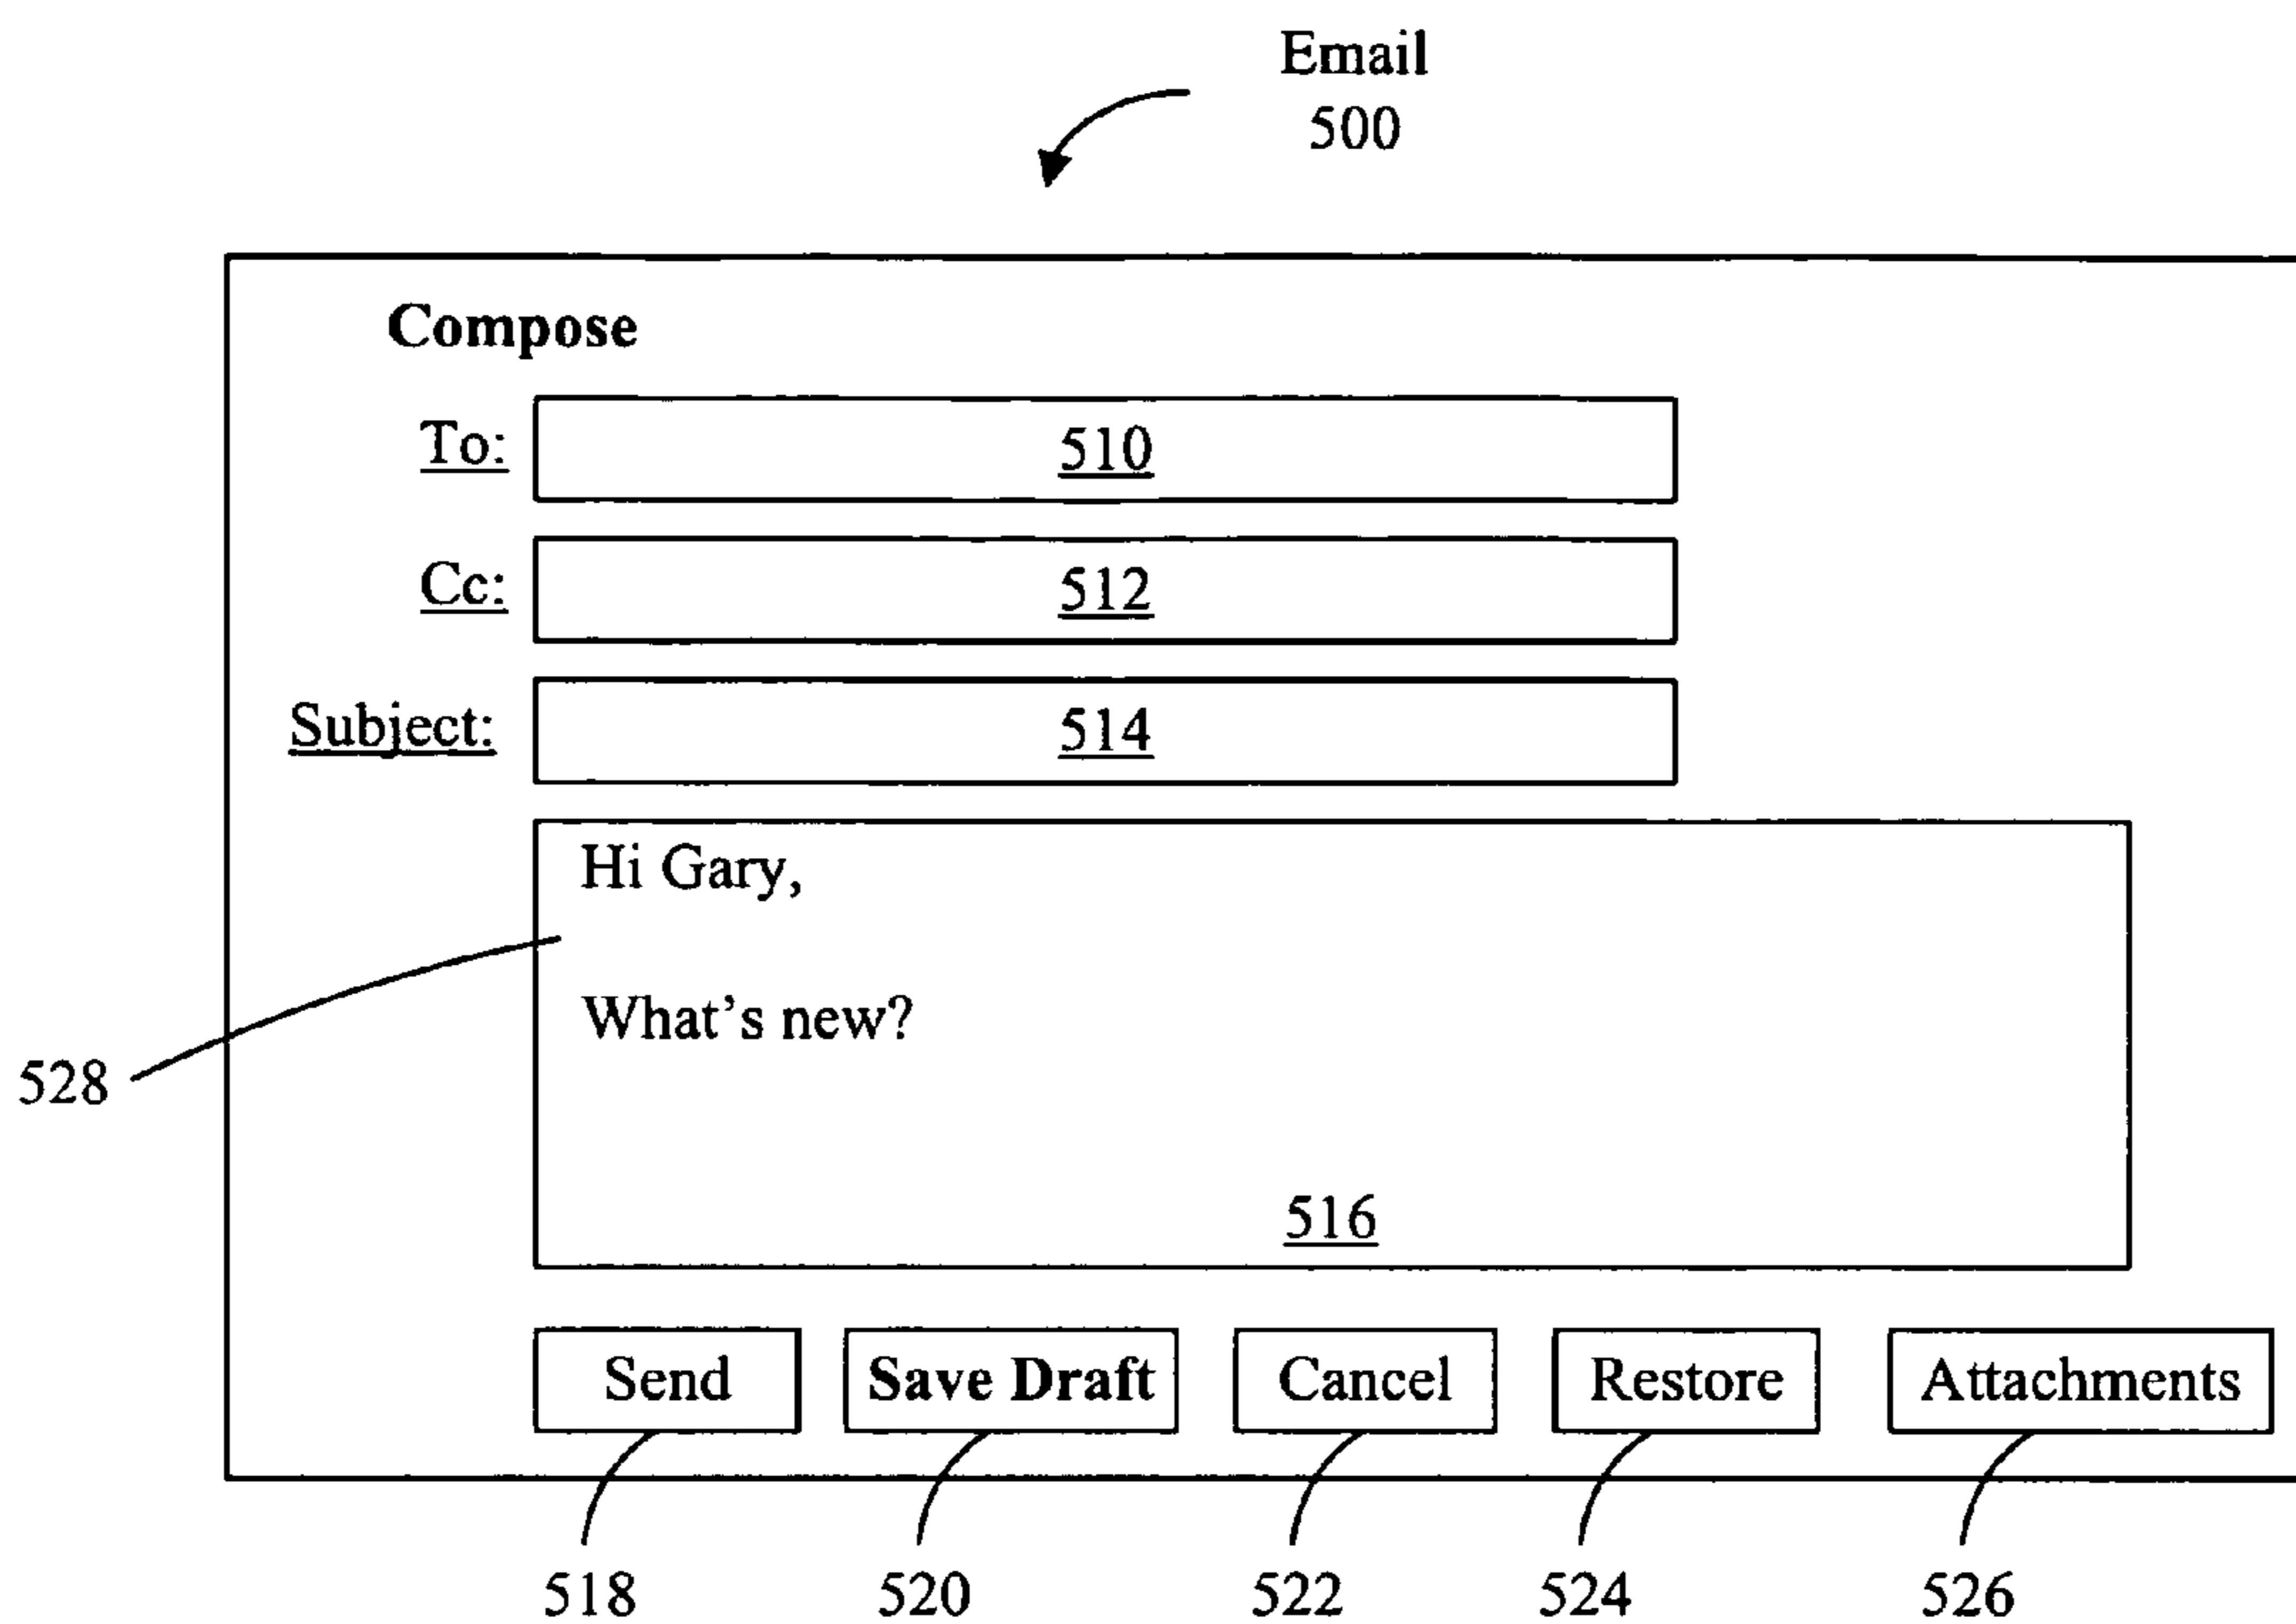 Email
500
Compose
To: 510
Cc: 512
Subject: 514
Hi Gary,
528
What's new?
516
Send Save Draft Cancel Restore Attachments
518 520 522 524 526